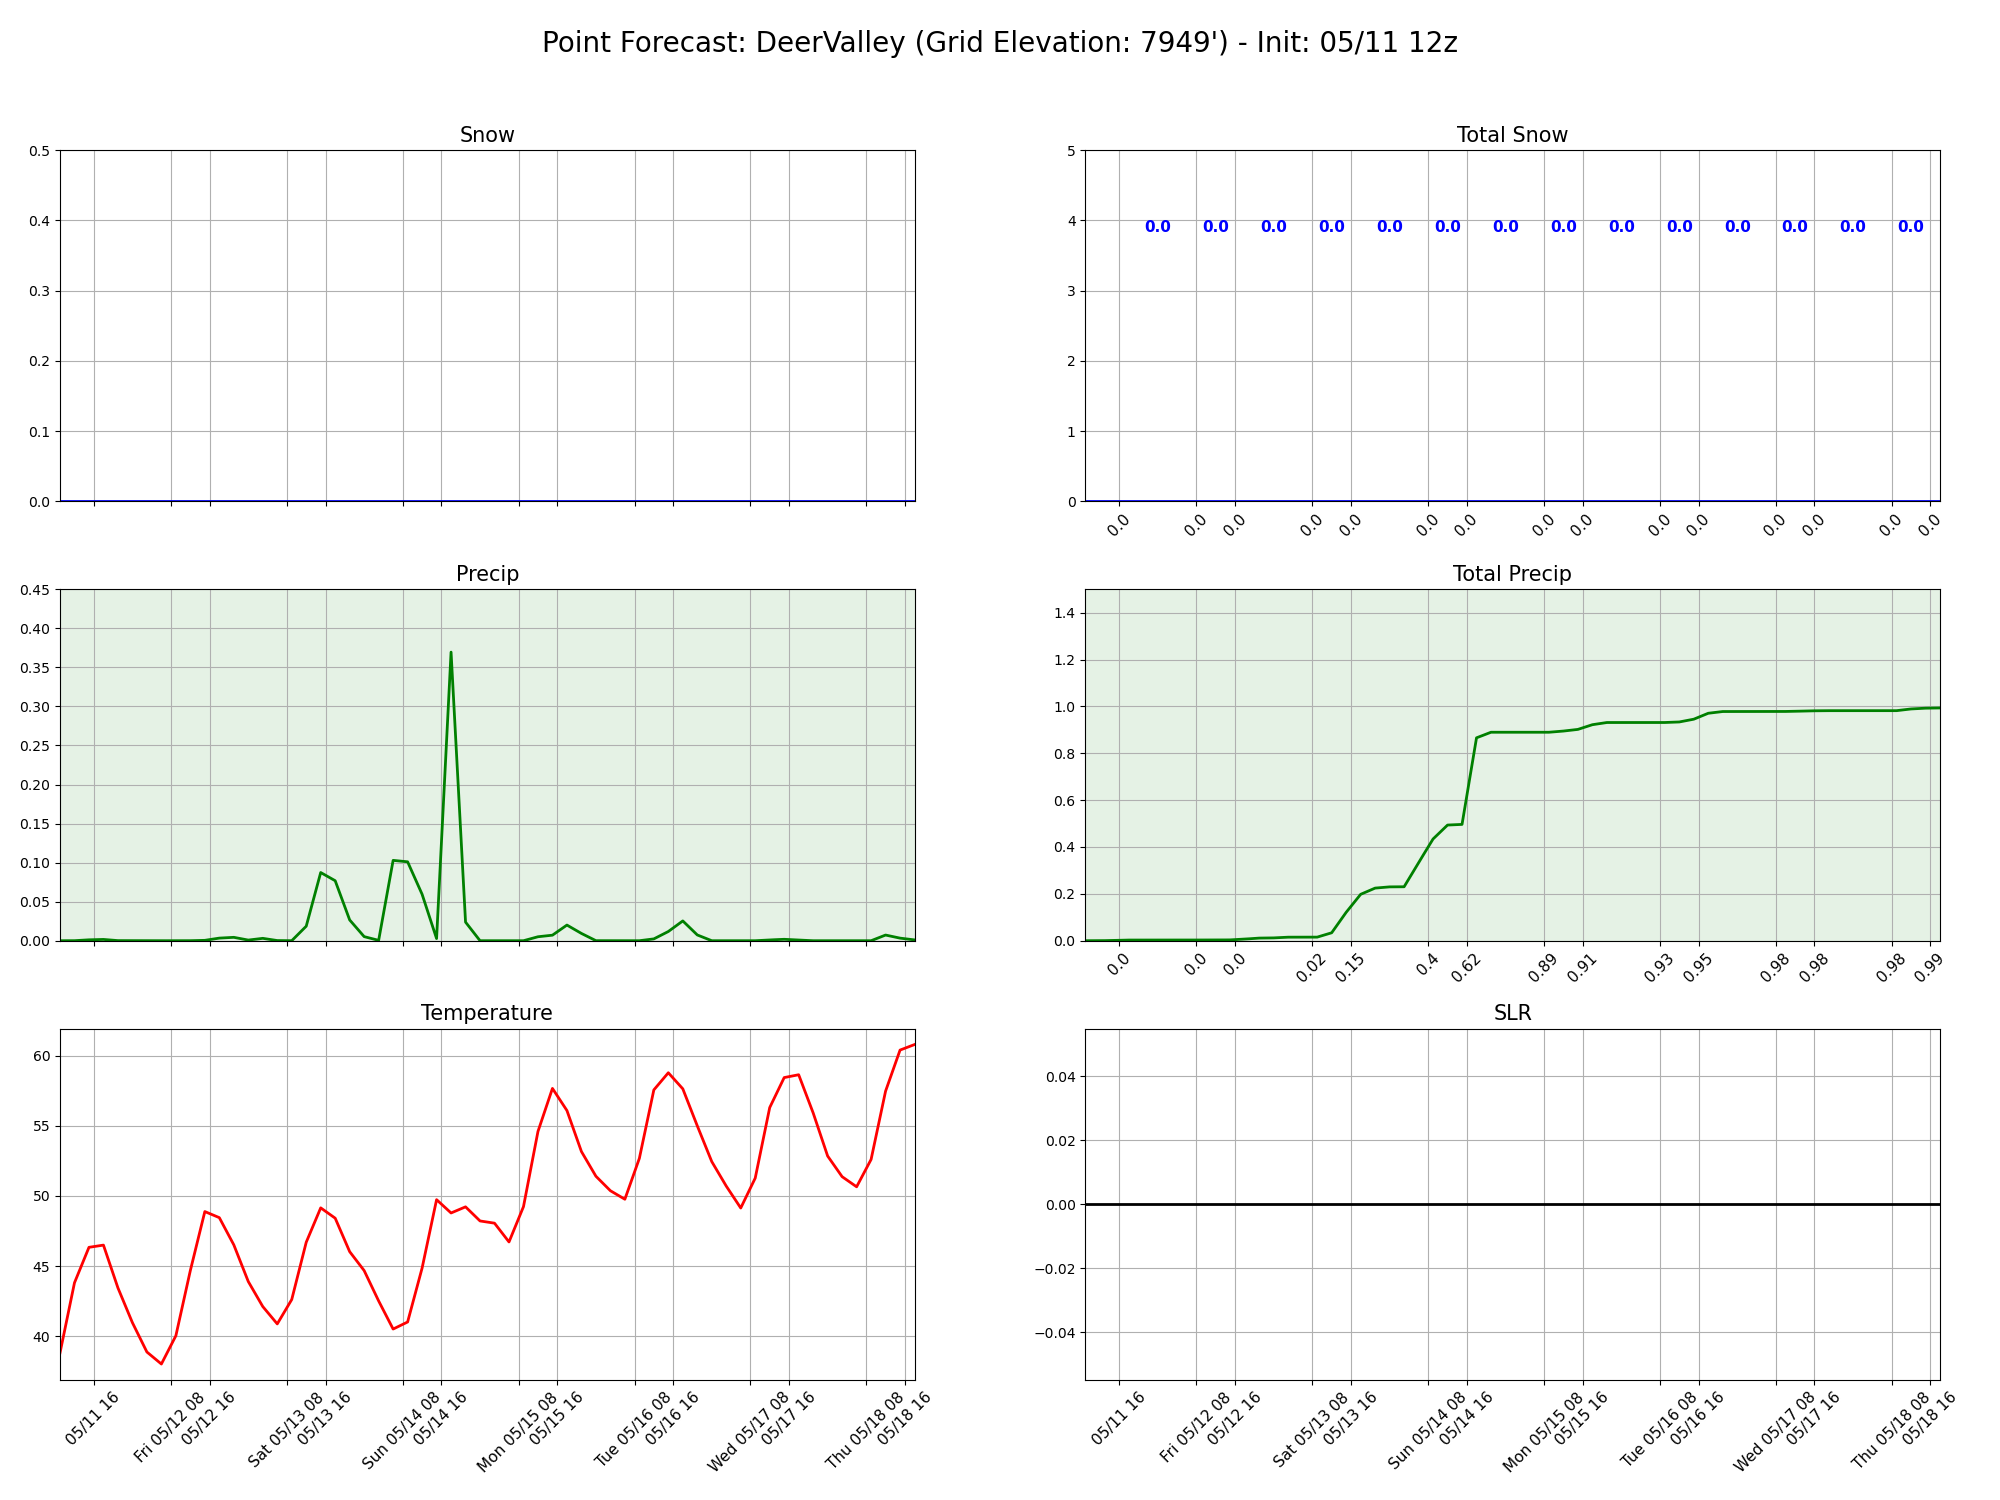 Point Forecast: DeerValley (Grid Elevation: 7949') - Init: 05/11 12z
Snow
0.5
0.4
0.3
0.2
0.1
0.0
Total Snow
5
4
3
2
1
0
0.0 0.0 0.0 0.0 0.0 0.0 0.0 0.0 0.0 0.0 0.0 0.0 0.0 0.0
0.0 0.0 0.0 0.0 0.0 0.0 0.0 0.0 0.0 0.0 0.0 0.0 0.0 0.0 0.0
Precip
0.45
0.40
0.35
0.30
0.25
0.20
0.15
0.10
0.05
0.00
Total Precip
1.4
1.2
1.0
0.8
0.6
0.4
0.2
0.0
0.0 0.0 0.0 0.02 0.15 0.4 0.62 0.89 0.91 0.93 0.95 0.98 0.98 0.98 0.99
Temperature
60
55
50
45
40
05/11 16
Fri 05/12 08
05/12 16
Sat 05/13 08
05/13 16
Sun 05/14 08
05/14 16
Mon 05/15 08
05/15 16
Tue 05/16 08
05/16 16
Wed 05/17 08
05/17 16
Thu 05/18 08
05/18 16
SLR
0.04
0.02
0.00
−0.02
−0.04
05/11 16
Fri 05/12 08
05/12 16
Sat 05/13 08
05/13 16
Sun 05/14 08
05/14 16
Mon 05/15 08
05/15 16
Tue 05/16 08
05/16 16
Wed 05/17 08
05/17 16
Thu 05/18 08
05/18 16